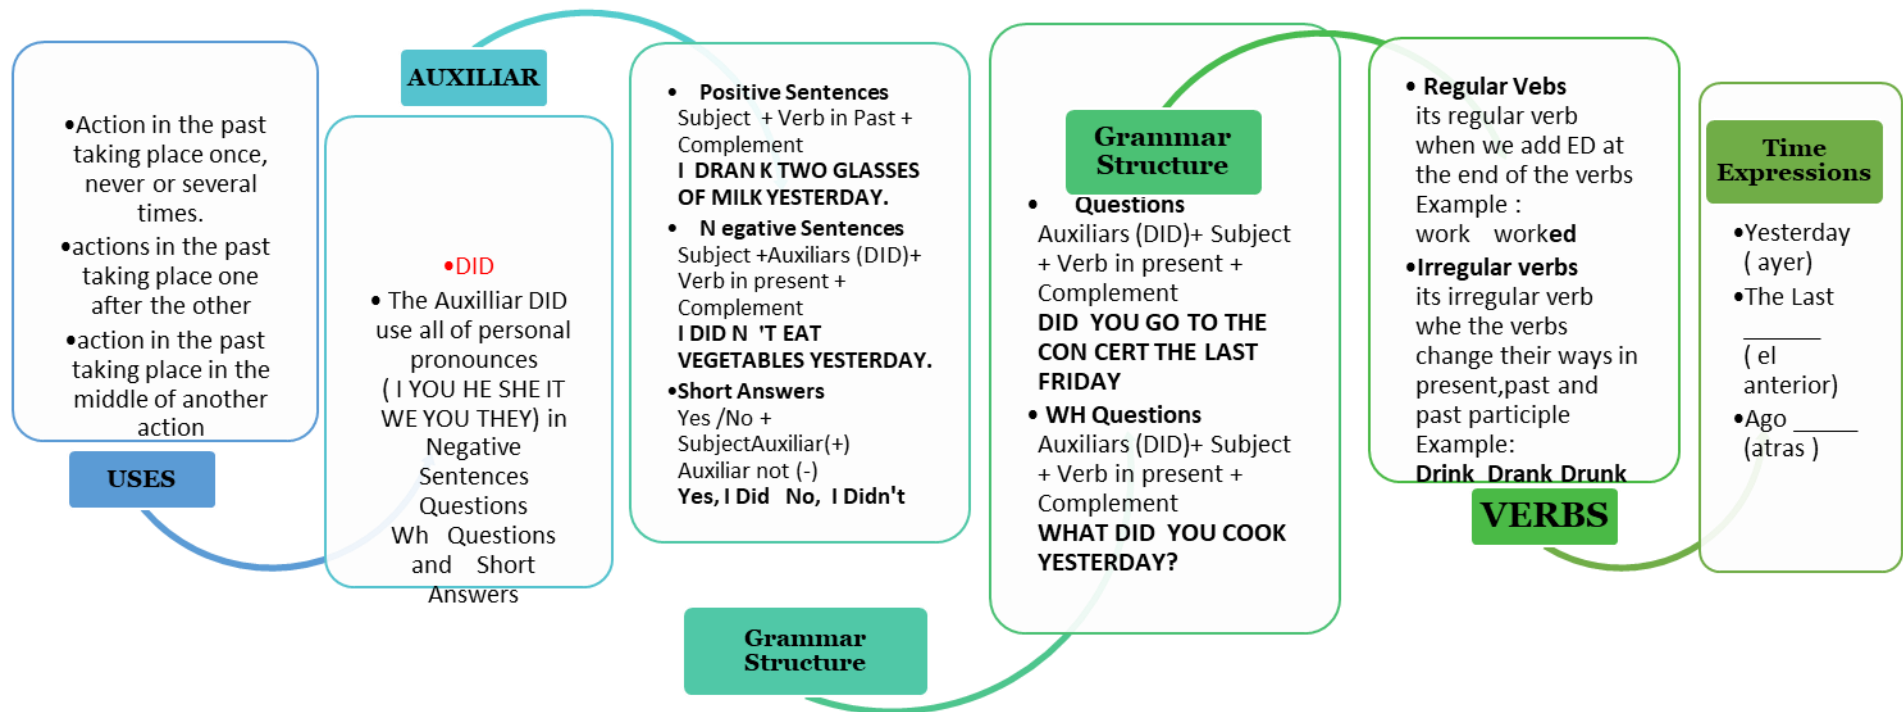 •Action in the past
taking place once,
never or several
times.
•actions in the past
taking place one
after the other
•action in the past
taking place in the
middle of another
action
USES
AUXILIAR
•DID
• The Auxilliar DID
use all of personal
pronounces
( I YOU HE SHE IT
WE YOU THEY) in
Negative
Sentences
Questions
Wh Questions
and Short
Answers
• Positive Sentences
Subject + Verb in Past +
Complement
I DRAN K TWO GLASSES
OF MILK YESTERDAY.
• N egative Sentences
Subject +Auxiliars (DID)+
Verb in present +
Complement
I DID N 'T EAT
VEGETABLES YESTERDAY.
•Short Answers
Yes /No +
SubjectAuxiliar(+)
Auxiliar not (-)
Yes, I Did No, I Didn't
Grammar
Structure
Grammar
Structure
• Questions
Auxiliars (DID)+ Subject
+ Verb in present +
Complement
DID YOU GO TO THE
CON CERT THE LAST
FRIDAY
• WH Questions
Auxiliars (DID)+ Subject
+ Verb in present +
Complement
WHAT DID YOU COOK
YESTERDAY?
• Regular Vebs
its regular verb
when we add ED at
the end of the verbs
Example :
work worked
•Irregular verbs
its irregular verb
whe the verbs
change their ways in
present,past and
past participle
Example:
Drink Drank Drunk
VERBS
Time
Expressions
•Yesterday
( ayer)
•The Last
______
( el
anterior)
•Ago _____
(atras )